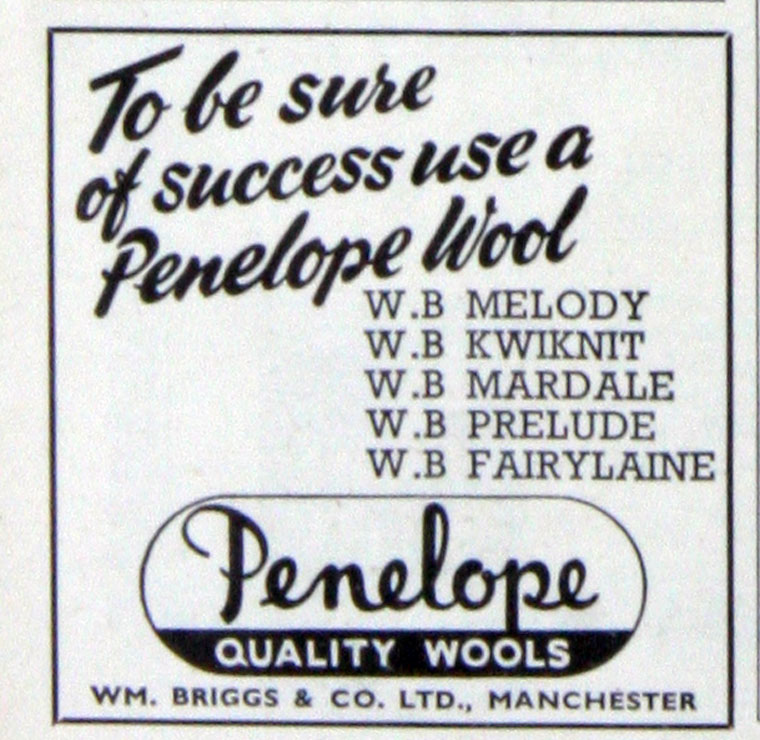 To be sure
of success use a
Penelope Wool
W.B MELODY
W.B KWIKNIT
W.B MARDALE
W.B PRELUDE
W.B FAIRYLAINE
Penelope
QUALITY WOOLS
WM. BRIGGS & CO. LTD., MANCHESTER